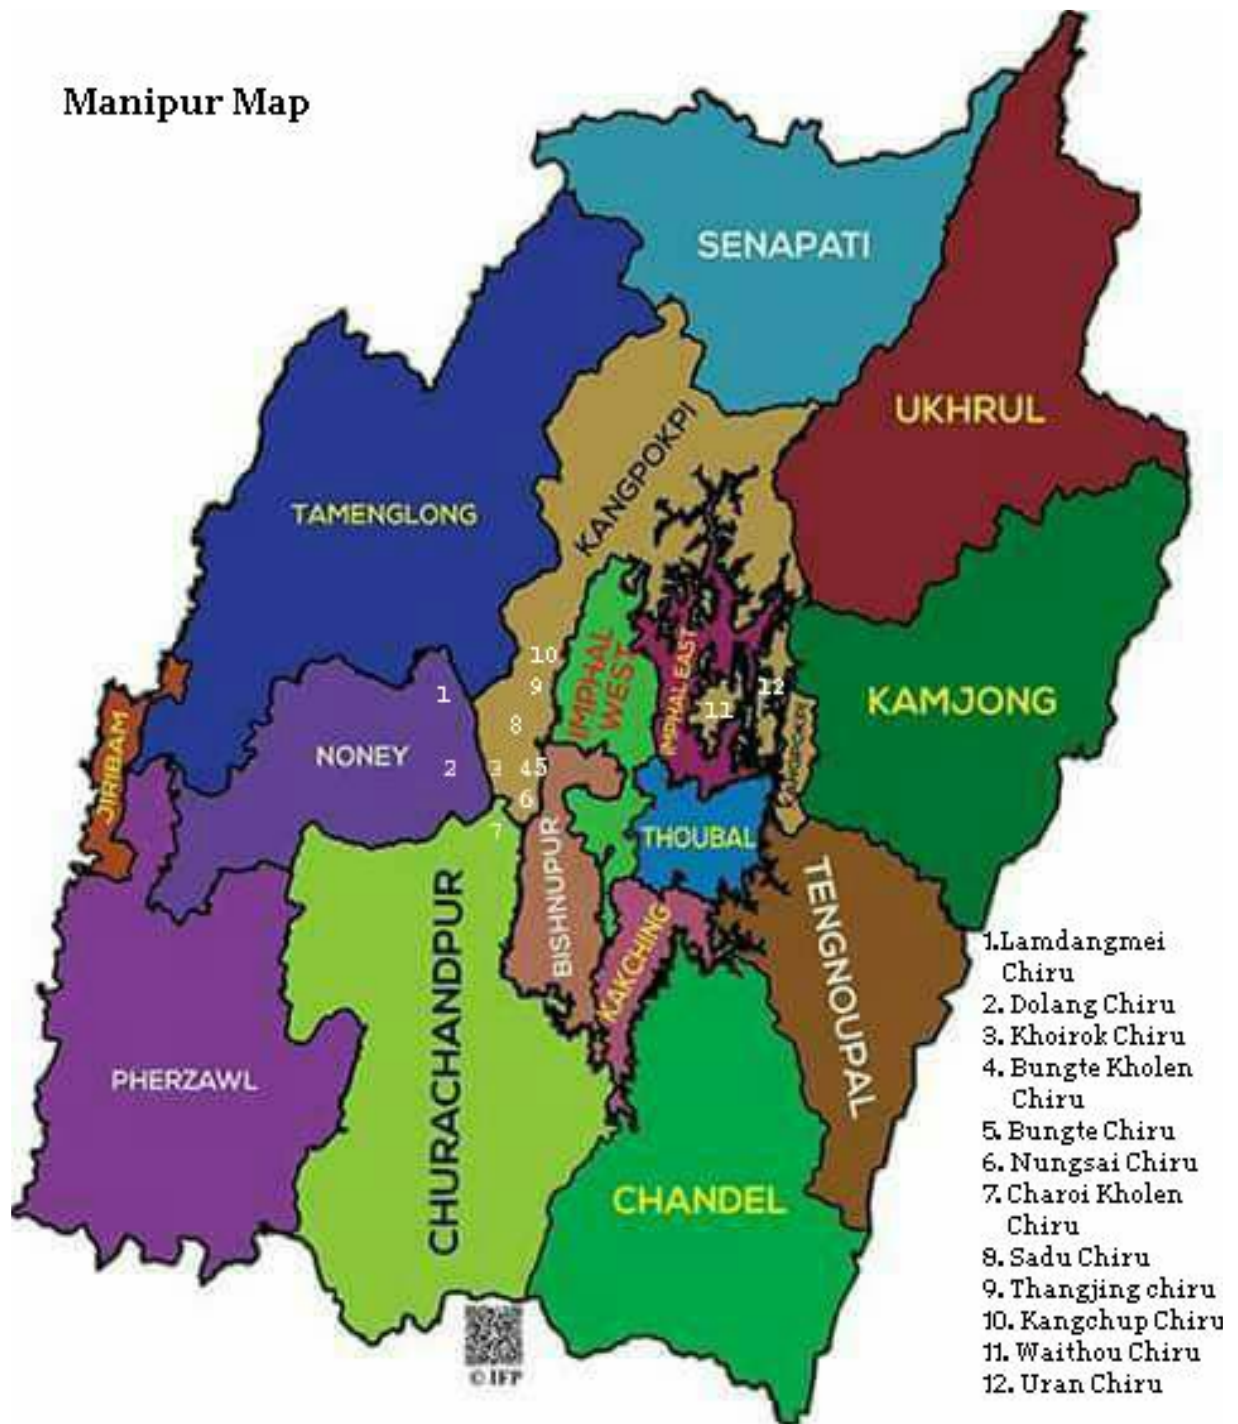 Manipur Map
SENAPATI
UKHRUL
KANGPOKPI
TAMENGLONG
IMPHAL
WEST
IMPHAL EAST
KAMJONG
10
9
1
12
11
8
JIRIBAM
NONEY
2
3
4
5
6
7
KANGPOKPI
THOUBAL
BISHNUPUR
CHURACHANDPUR
KAKCHING
TENGNOUPAL
PHERZAWL
CHANDEL
1.Lamdangmei
Chiru
2. Dolang Chiru
3. Khoirok Chiru
4. Bungte Kholen
Chiru
5. Bungte Chiru
6. Nungsai Chiru
7. Charoi Kholen
Chiru
8. Sadu Chiru
9. Thangjing chiru
10. Kangchup Chiru
11. Waithou Chiru
12. Uran Chiru
© IFP